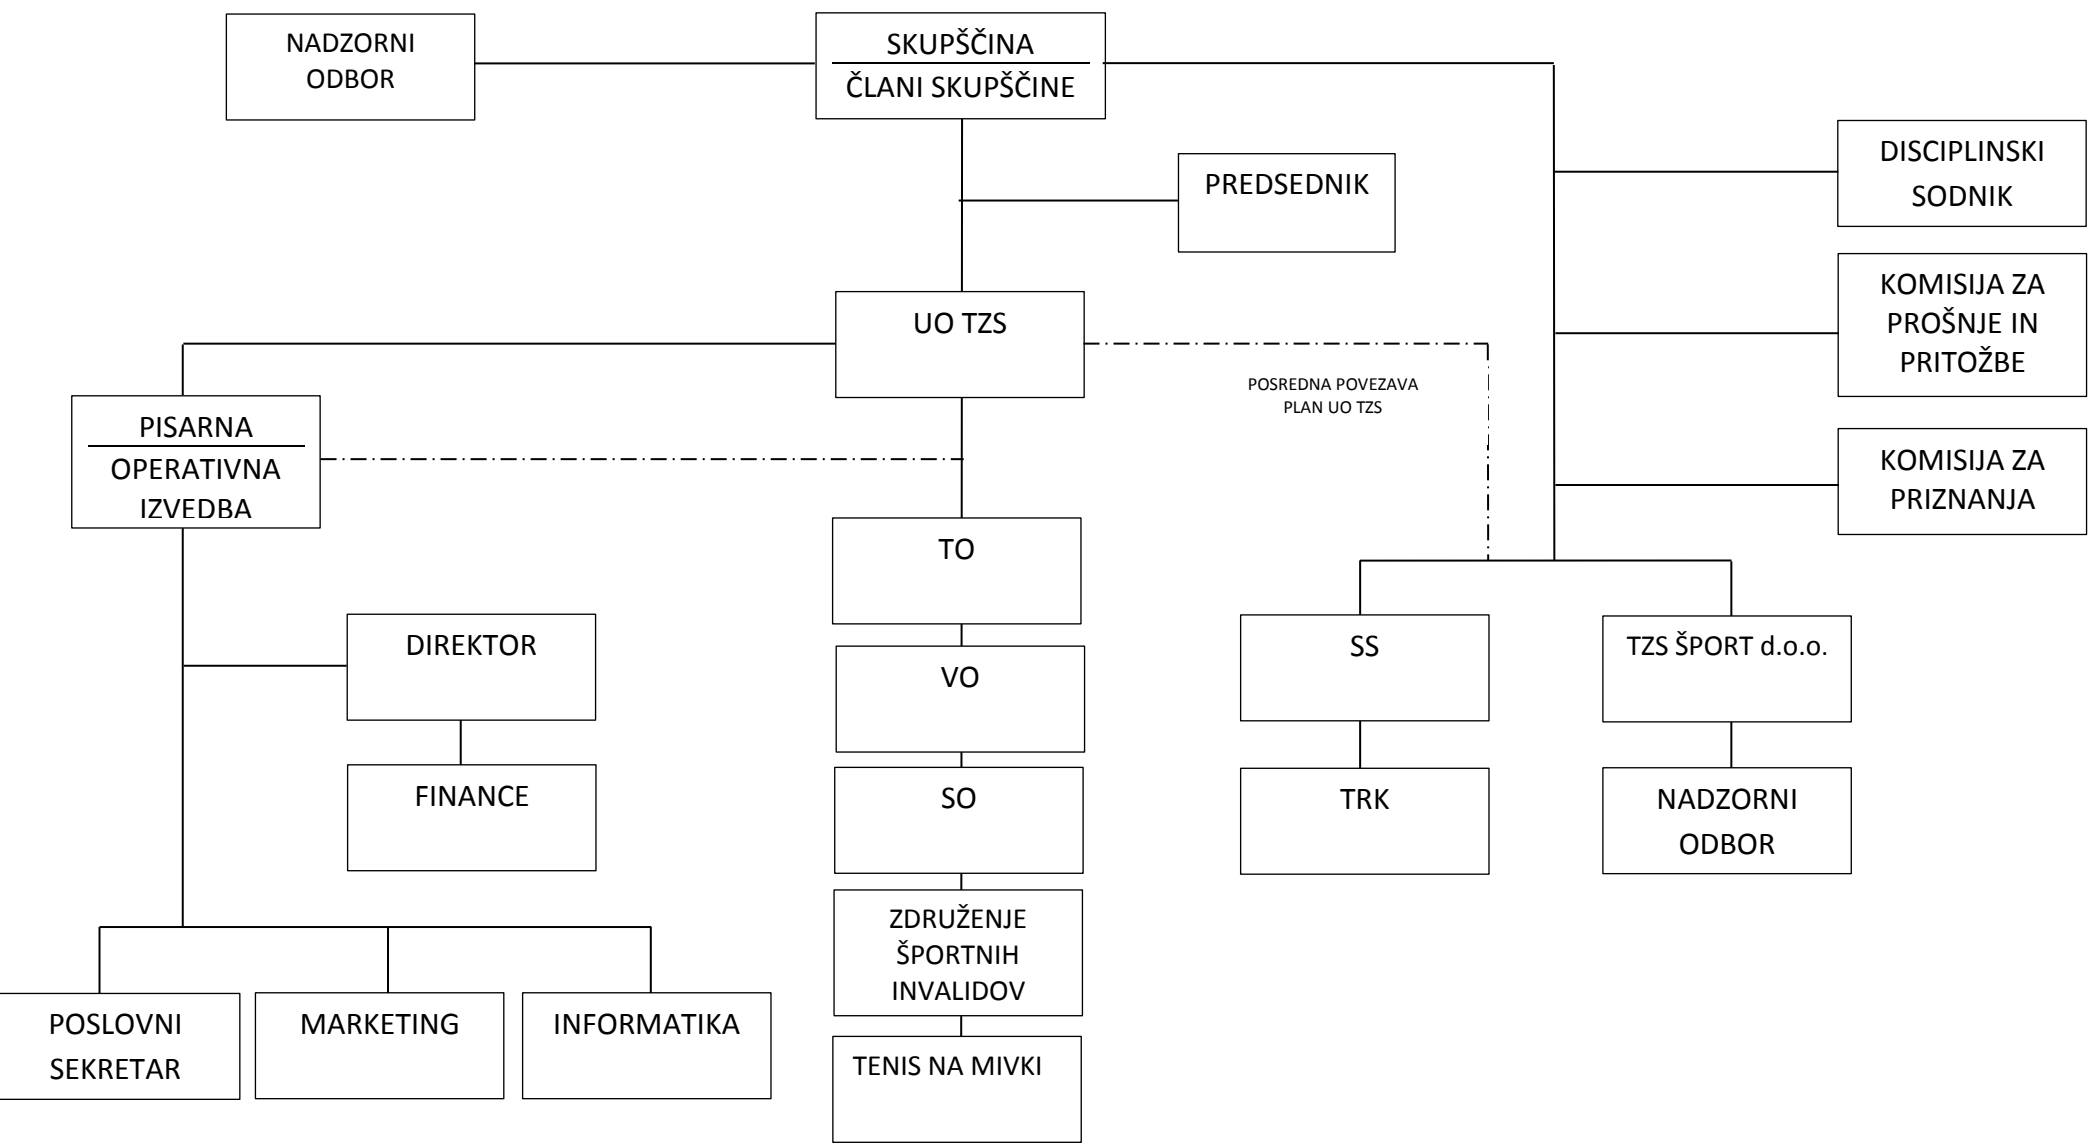 NADZORNI
ODBOR
SKUPŠČINA
ČLANI SKUPŠČINE
DISCIPLINSKI
SODNIK
PREDSEDNIK
KOMISIJA ZA
PROŠNJE IN
PRITOŽBE
UO TZS
POSREDNA POVEZAVA
PLAN UO TZS
PISARNA
OPERATIVNA
IZVEDBA
KOMISIJA ZA
PRIZNANJA
TO
DIREKTOR
VO
SS
TZS ŠPORT d.o.o.
FINANCE
SO
TRK
NADZORNI
ODBOR
ZDRUŽENJE
ŠPORTNIH
INVALIDOV
POSLOVNI
SEKRETAR
MARKETING
INFORMATIKA
TENIS NA MIVKI